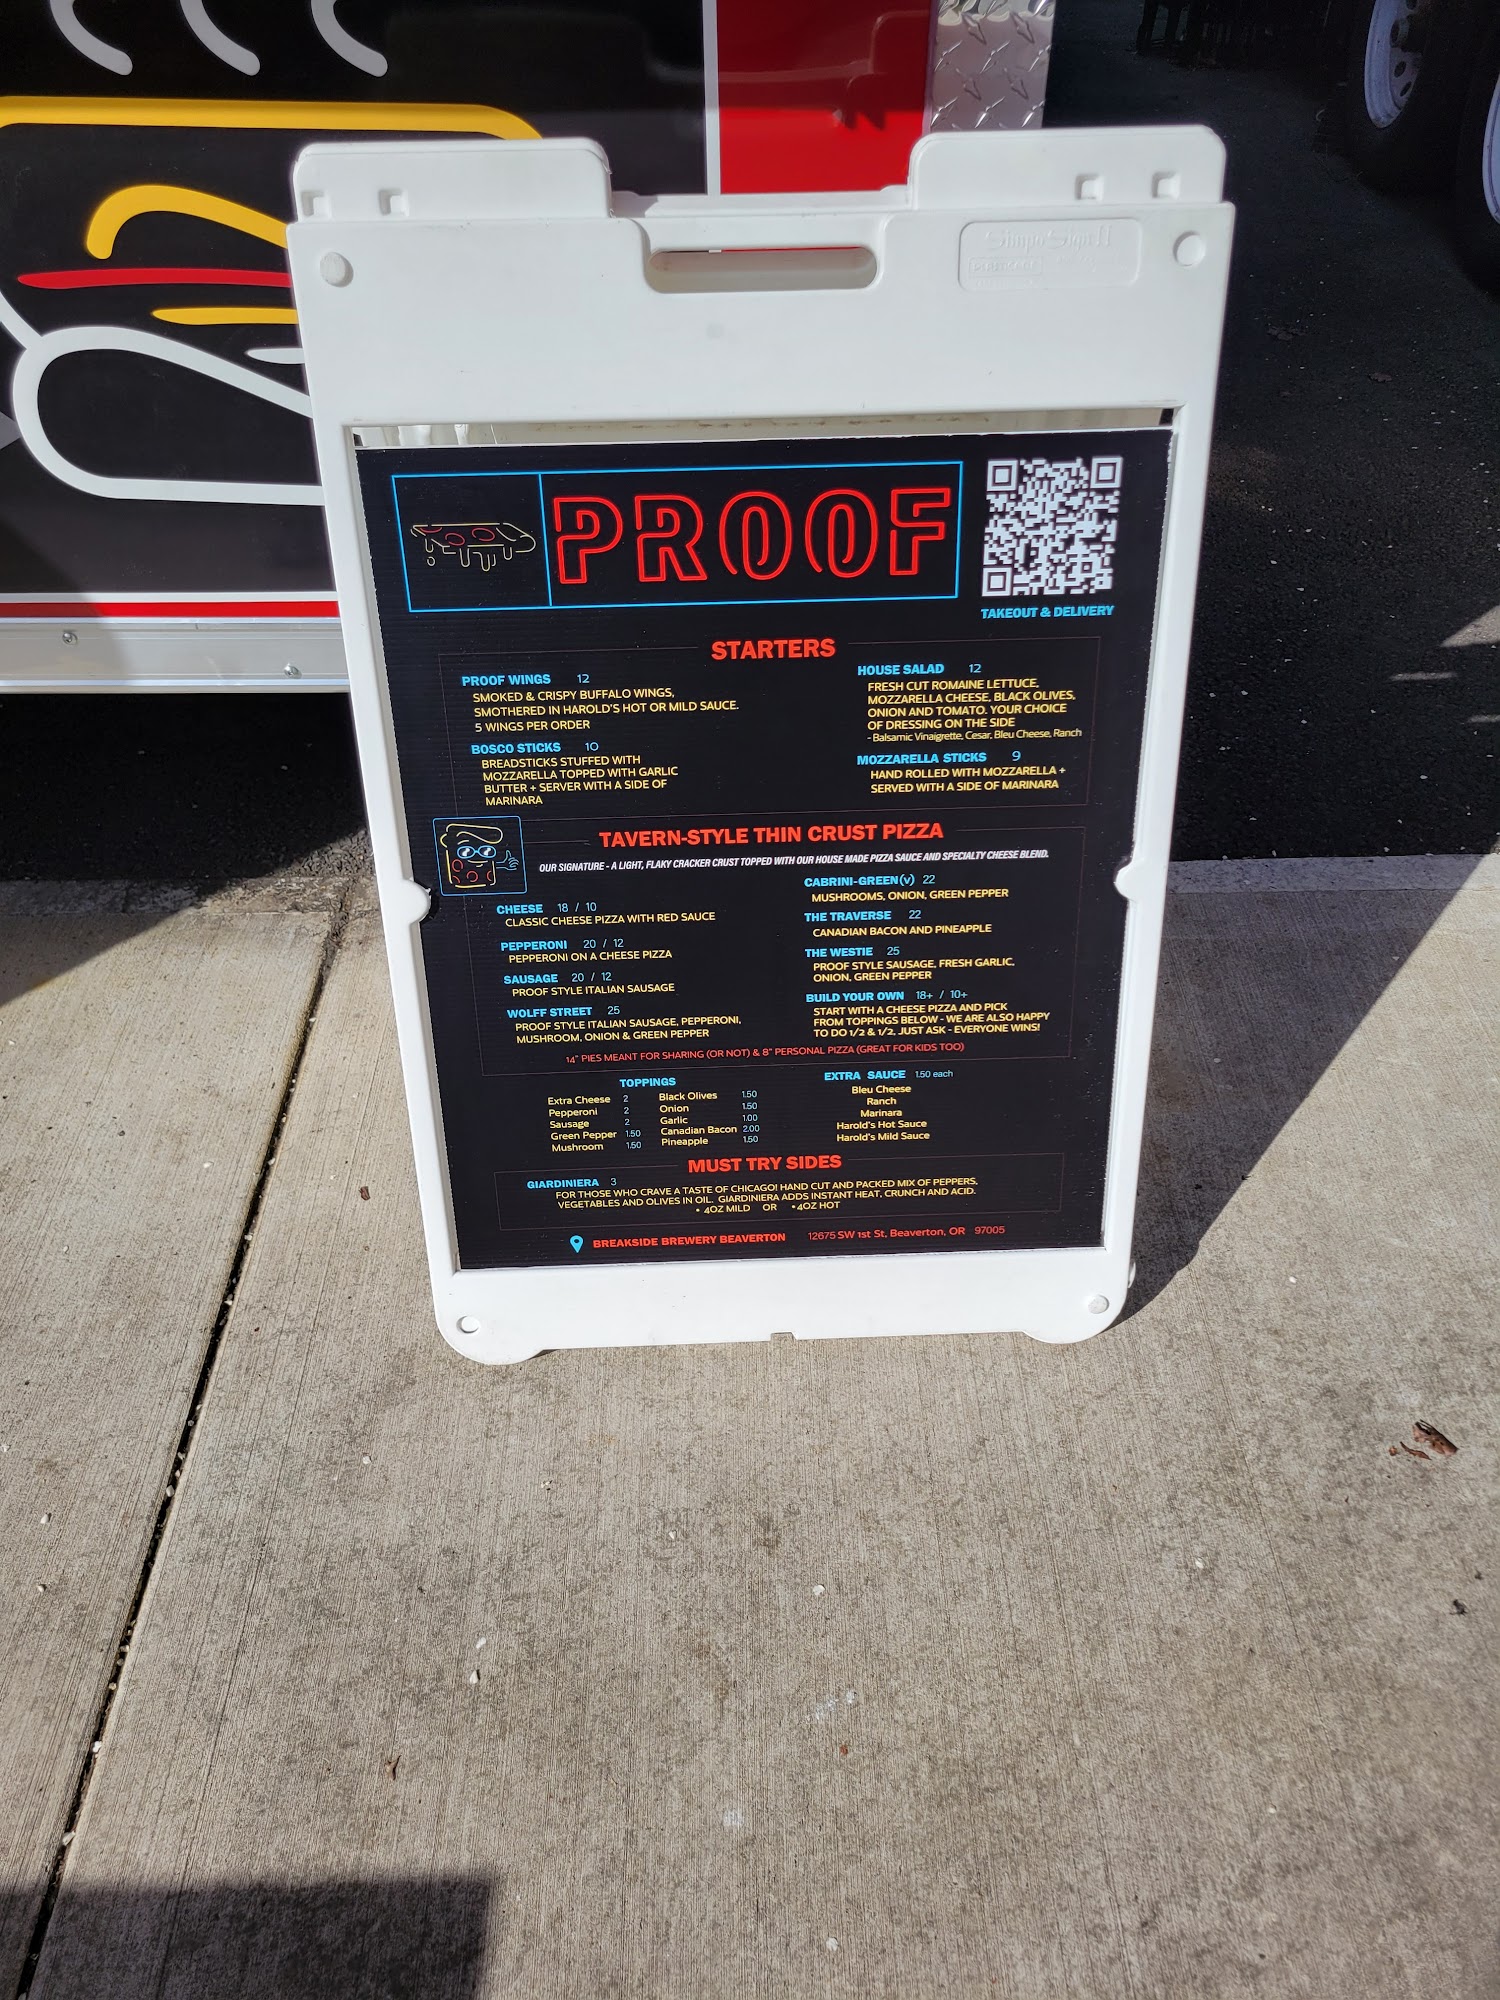 PROOF
TAKEOUT & DELIVERY
STARTERS
PROOF WINGS 12
SMOKED & CRISPY BUFFALO WINGS,
SMOTHERED IN HAROLD'S HOT OR MILD SAUCE.
5 WINGS PER ORDER
BOSCO STICKS 10
BREADSTICKS STUFFED WITH
MOZZARELLA TOPPED WITH GARLIC
BUTTER + SERVER WITH A SIDE OF
MARINARA
HOUSE SALAD 12
FRESH CUT ROMAINE LETTUCE,
MOZZARELLA CHEESE, BLACK OLIVES,
ONION AND TOMATO. YOUR CHOICE
OF DRESSING ON THE SIDE
- Balsamic Vinaigrette, Cesar, Bleu Cheese, Ranch
MOZZARELLA STICKS 9
HAND ROLLED WITH MOZZARELLA +
SERVED WITH A SIDE OF MARINARA
TAVERN-STYLE THIN CRUST PIZZA
OUR SIGNATURE - A LIGHT, FLAKY CRACKER CRUST TOPPED WITH OUR HOUSE MADE PIZZA SAUCE AND SPECIALTY CHEESE BLEND.
CHEESE 18 / 10
CLASSIC CHEESE PIZZA WITH RED SAUCE
PEPPERONI 20 / 12
PEPPERONI ON A CHEESE PIZZA
SAUSAGE 20 / 12
PROOF STYLE ITALIAN SAUSAGE
WOLFF STREET 25
PROOF STYLE ITALIAN SAUSAGE, PEPPERONI,
MUSHROOM, ONION & GREEN PEPPER
CABRINI-GREEN(v) 22
MUSHROOMS, ONION, GREEN PEPPER
THE TRAVERSE 22
CANADIAN BACON AND PINEAPPLE
THE WESTIE 25
PROOF STYLE SAUSAGE, FRESH GARLIC,
ONION, GREEN PEPPER
BUILD YOUR OWN 18+ / 10+
START WITH A CHEESE PIZZA AND PICK
FROM TOPPINGS BELOW - WE ARE ALSO HAPPY
TO DO 1/2 & 1/2, JUST ASK - EVERYONE WINS!
14" PIES MEANT FOR SHARING (OR NOT) & 8" PERSONAL PIZZA (GREAT FOR KIDS TOO)
TOPPINGS
Extra Cheese 2
Pepperoni 2
Sausage 2
Green Pepper 1.50
Mushroom 1.50
Black Olives 1.50
Onion 1.50
Garlic 1.00
Canadian Bacon 2.00
Pineapple 1.50
EXTRA SAUCE 1.50 each
Bleu Cheese
Ranch
Marinara
Harold's Hot Sauce
Harold's Mild Sauce
MUST TRY SIDES
GIARDINIERA 3
FOR THOSE WHO CRAVE A TASTE OF CHICAGO! HAND CUT AND PACKED MIX OF PEPPERS,
VEGETABLES AND OLIVES IN OIL. GIARDINIERA ADDS INSTANT HEAT, CRUNCH AND ACID.
• 4OZ MILD OR • 4OZ HOT
BREAKSIDE BREWERY BEAVERTON 12675 SW 1st St, Beaverton, OR 97005